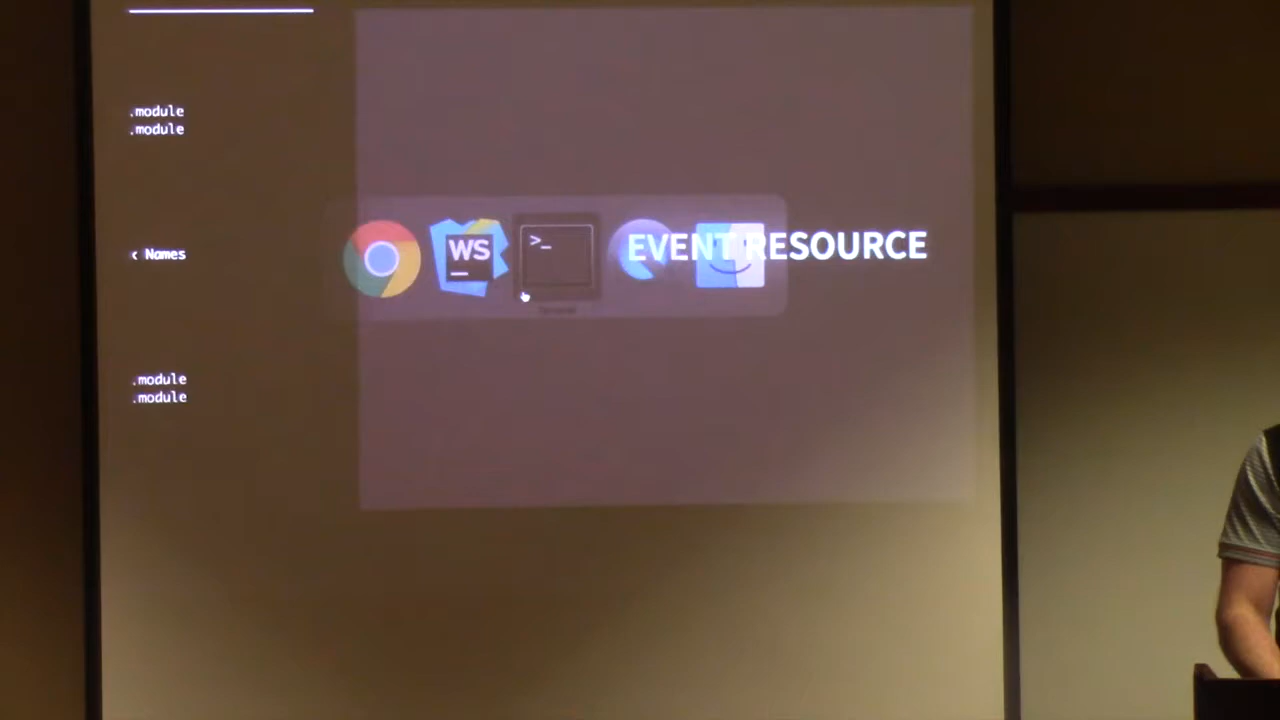 .module
.module
WS
>_
EVENT RESOURCE
‹ Names
.module
.module